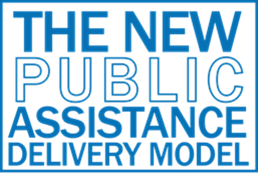 THE NEW
PUBLIC
ASSISTANCE
DELIVERY MODEL